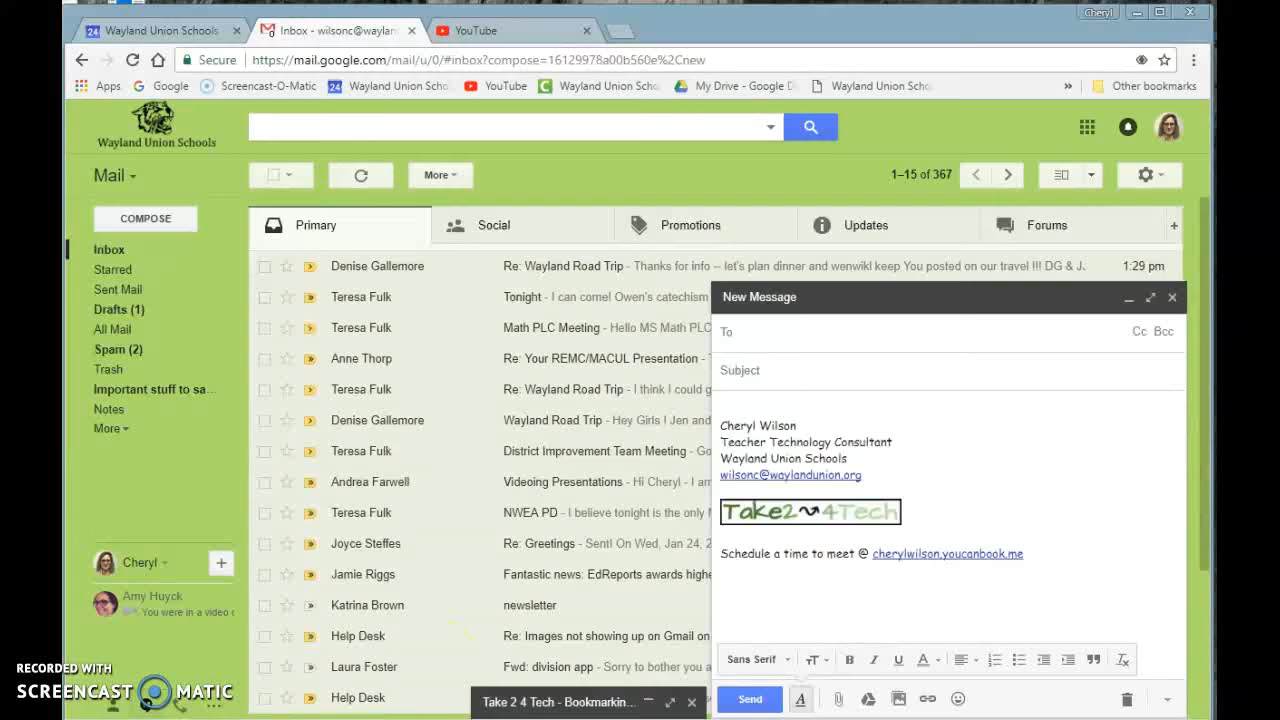 Cheryl
Wayland Union Schools
Inbox - wilsonc@waylan
YouTube
Secure
https://mail.google.com/mail/u/0/#inbox?compose=16129978a00b560e%2Cnew
Apps Google Screencast-O-Matic 24 Wayland Union Scho YouTube Wayland Union Scho My Drive - Google D Wayland Union Scho » Other bookmarks
Wayland Union Schools
Mail
More
1–15 of 367
COMPOSE
Inbox
Starred
Sent Mail
Drafts (1)
All Mail
Spam (2)
Trash
Important stuff to sa...
Notes
More
Cheryl
Amy Huyck
You were in a video c
Primary Social Promotions Updates Forums +
Denise Gallemore Re: Wayland Road Trip - Thanks for info -- let's plan dinner and wenwikl keep You posted on our travel !!! DG & J. 1:29 pm
Teresa Fulk Tonight - I can come! Owen's catechism
Teresa Fulk Math PLC Meeting - Hello MS Math PLC
Anne Thorp Re: Your REMC/MACUL Presentation -
Teresa Fulk Re: Wayland Road Trip - I think I could g
Denise Gallemore Wayland Road Trip - Hey Girls I Jen and
Teresa Fulk District Improvement Team Meeting - Go
Andrea Farwell Videoing Presentations - Hi Cheryl - I am
Teresa Fulk NWEA PD - I believe tonight is the only
Joyce Steffes Re: Greetings - Sent! On Wed, Jan 24, 2
Jamie Riggs Fantastic news: EdReports awards highe
Katrina Brown newsletter
Help Desk Re: Images not showing up on Gmail on
Laura Foster Fwd: division app - Sorry to bother you a
Help Desk
Take 2 4 Tech - Bookmarkin...
New Message
To Cc Bcc
Subject
Cheryl Wilson
Teacher Technology Consultant
Wayland Union Schools
wilsonc@waylandunion.org
Take2 4Tech
Schedule a time to meet @ cherylwilson.youcanbook.me
Sans Serif
Send
RECORDED WITH
SCREENCAST MATIC